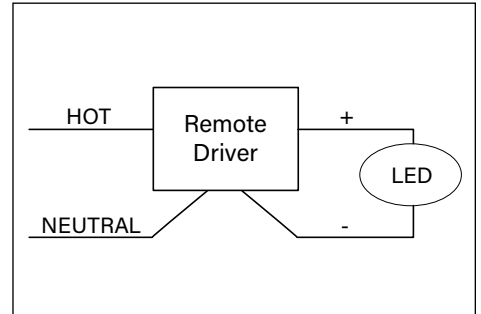 HOT
Remote
Driver
+
LED
NEUTRAL
-